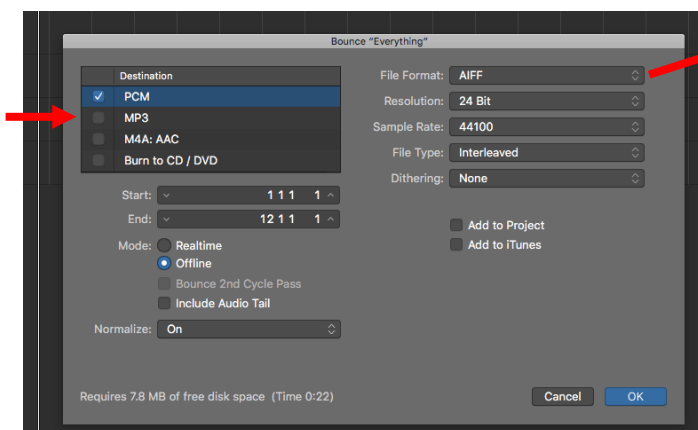 Bounce "Everything"
Destination
PCM
MP3
M4A: AAC
Burn to CD / DVD
Start: 1 1 1 1
End: 12 1 1 1
Mode: Realtime
Offline
Bounce 2nd Cycle Pass
Include Audio Tail
Normalize: On
File Format: AIFF
Resolution: 24 Bit
Sample Rate: 44100
File Type: Interleaved
Dithering: None
Add to Project
Add to iTunes
Requires 7.8 MB of free disk space (Time 0:22)
Cancel
OK